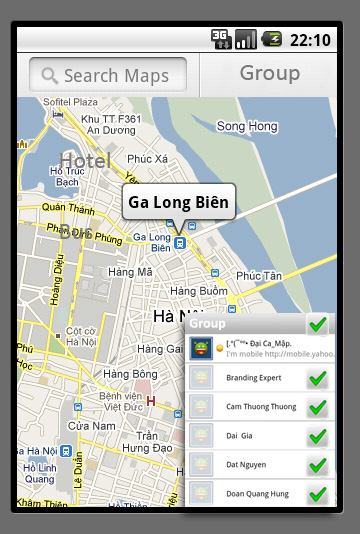 3G 22:10
Search Maps
Group
Sofitel Plaza
Khu TT F361
An Dương
Song Hong
Hotel
Phúc Xá
Hồ Trúc
Bạch
Yên
Quán Thánh
Ga Long Biên
Phan Đình Phùng
Ga Long
Biên
Hoàng Diệu
Phúc Tân
Hàng Mã
Hàng Buồm
Cột cờ
Hà Nội
Group
[."(¯"•• Đại Ca_Mập.
I'm mobile http://mobile.yahoo.
Phủ
Hàng Bông
Branding Expert
Học
Bệnh viện
Việt Đức
H
Cam Thuong Thuong
Cửa Nam
Trần
Hưng Đạo
Dai Gia
Ga Hà Nội
Hồ Linh
Quang
Lê Duẩn
Dat Nguyen
Khâm Thiên
Doan Quang Hung